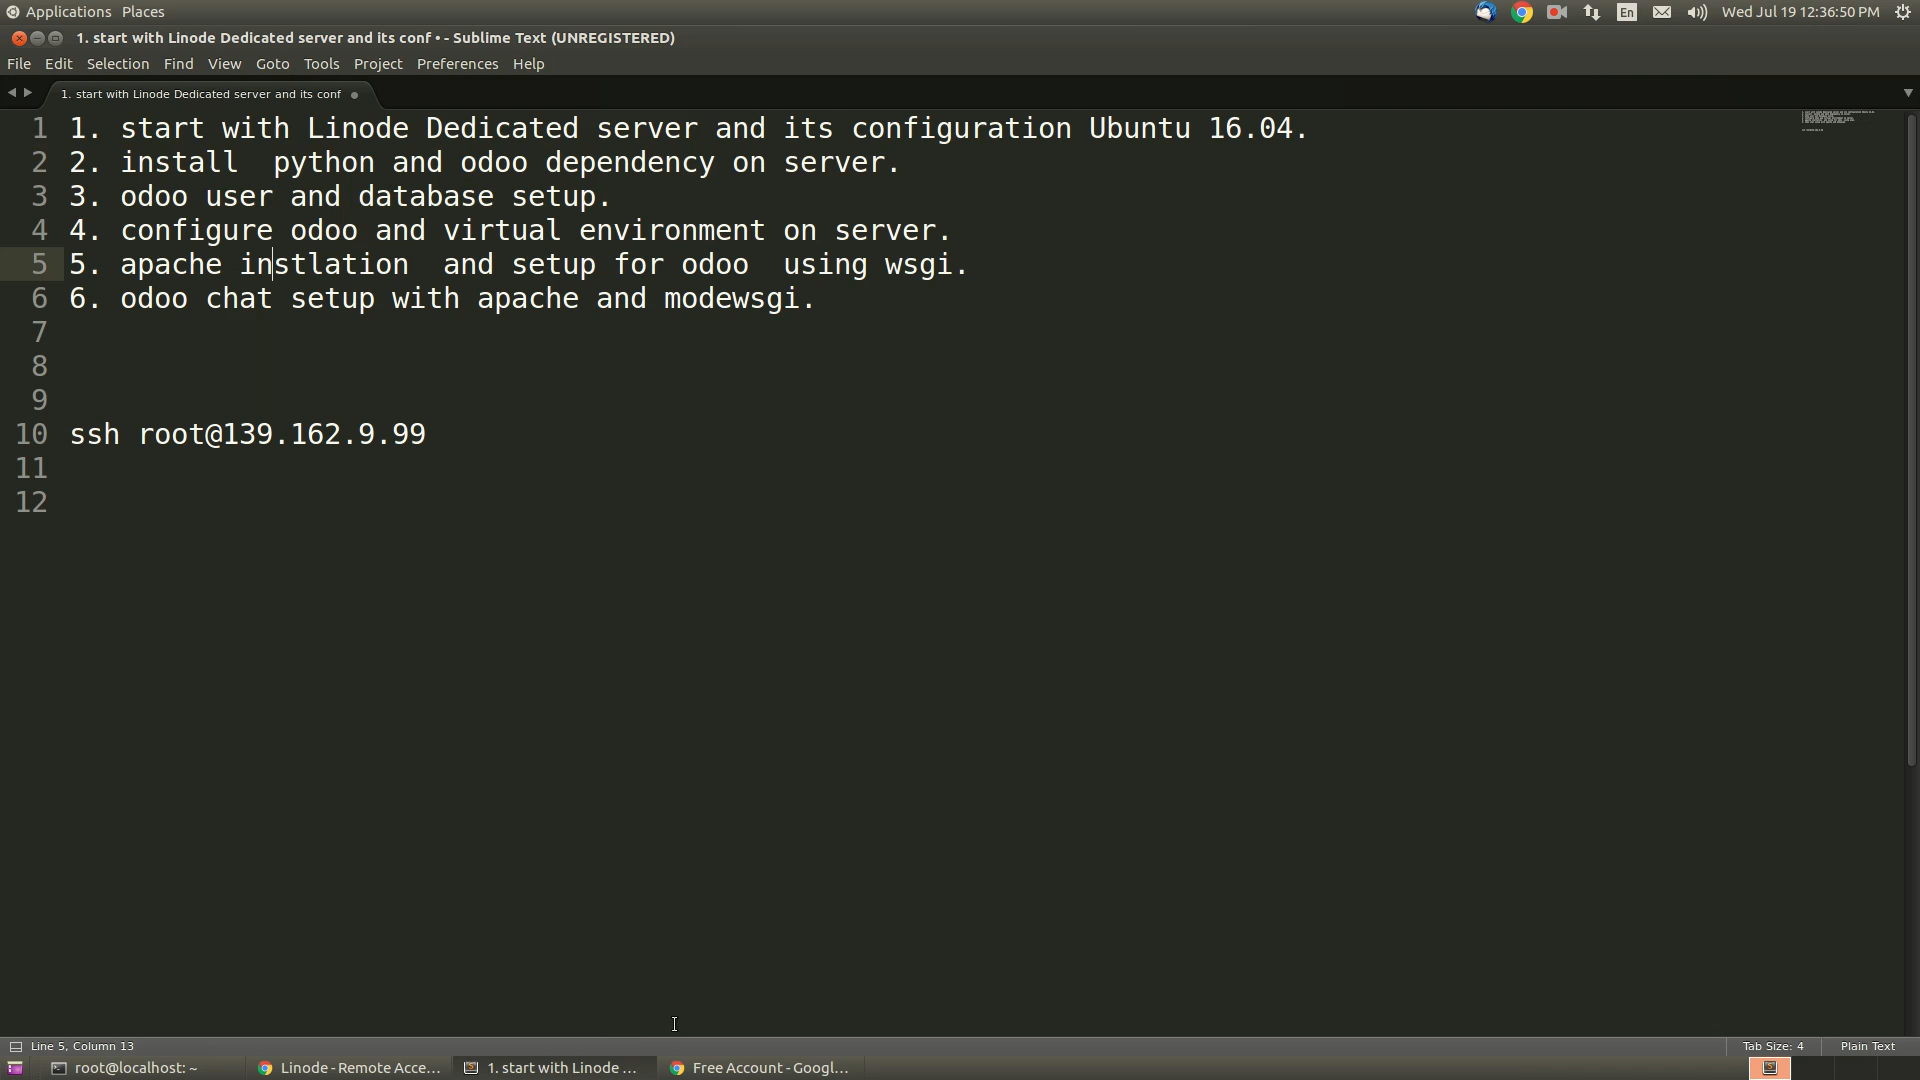 Applications Places
En Wed Jul 19 12:36:50 PM
1. start with Linode Dedicated server and its conf • - Sublime Text (UNREGISTERED)
File Edit Selection Find View Goto Tools Project Preferences Help
1. start with Linode Dedicated server and its conf
1 1. start with Linode Dedicated server and its configuration Ubuntu 16.04.
2 2. install  python and odoo dependency on server.
3 3. odoo user and database setup.
4 4. configure odoo and virtual environment on server.
5 5. apache instlation  and setup for odoo  using wsgi.
6 6. odoo chat setup with apache and modewsgi.
7
8
9
10 ssh root@139.162.9.99
11
12
Line 5, Column 13 Tab Size: 4 Plain Text
root@localhost: ~ Linode - Remote Acce... 1. start with Linode ... Free Account - Googl...